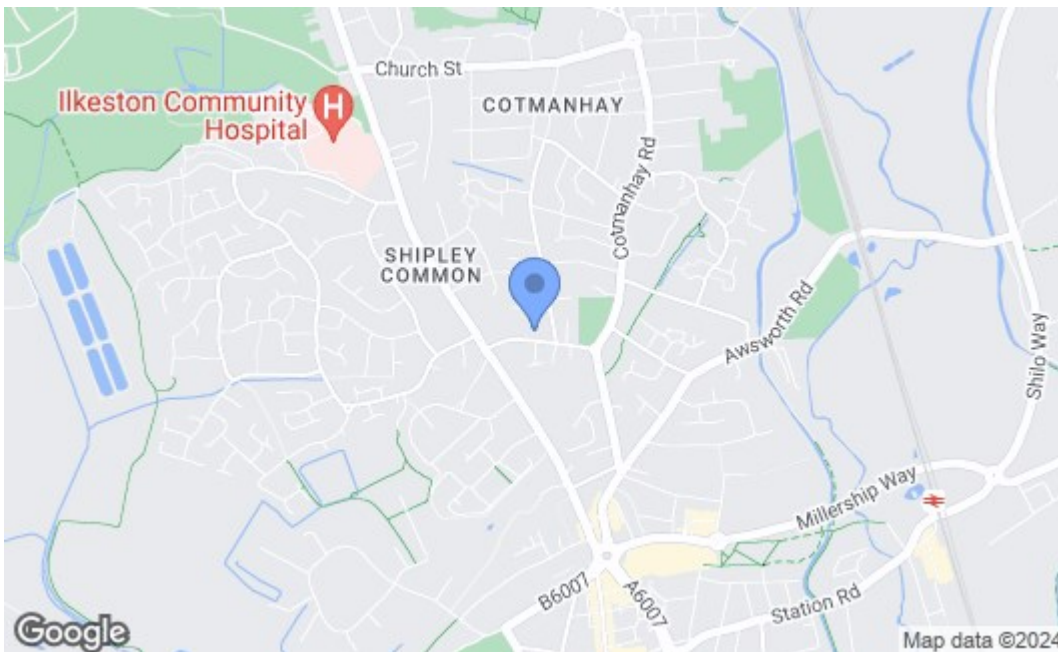 Church St
COTMANHAY
Ilkeston Community
Hospital
H
Cotmanhay Rd
SHIPLEY
COMMON
Awsworth Rd
Shilo Way
Millership Way
B6007
A6007
Station Rd
Google
Map data ©2024